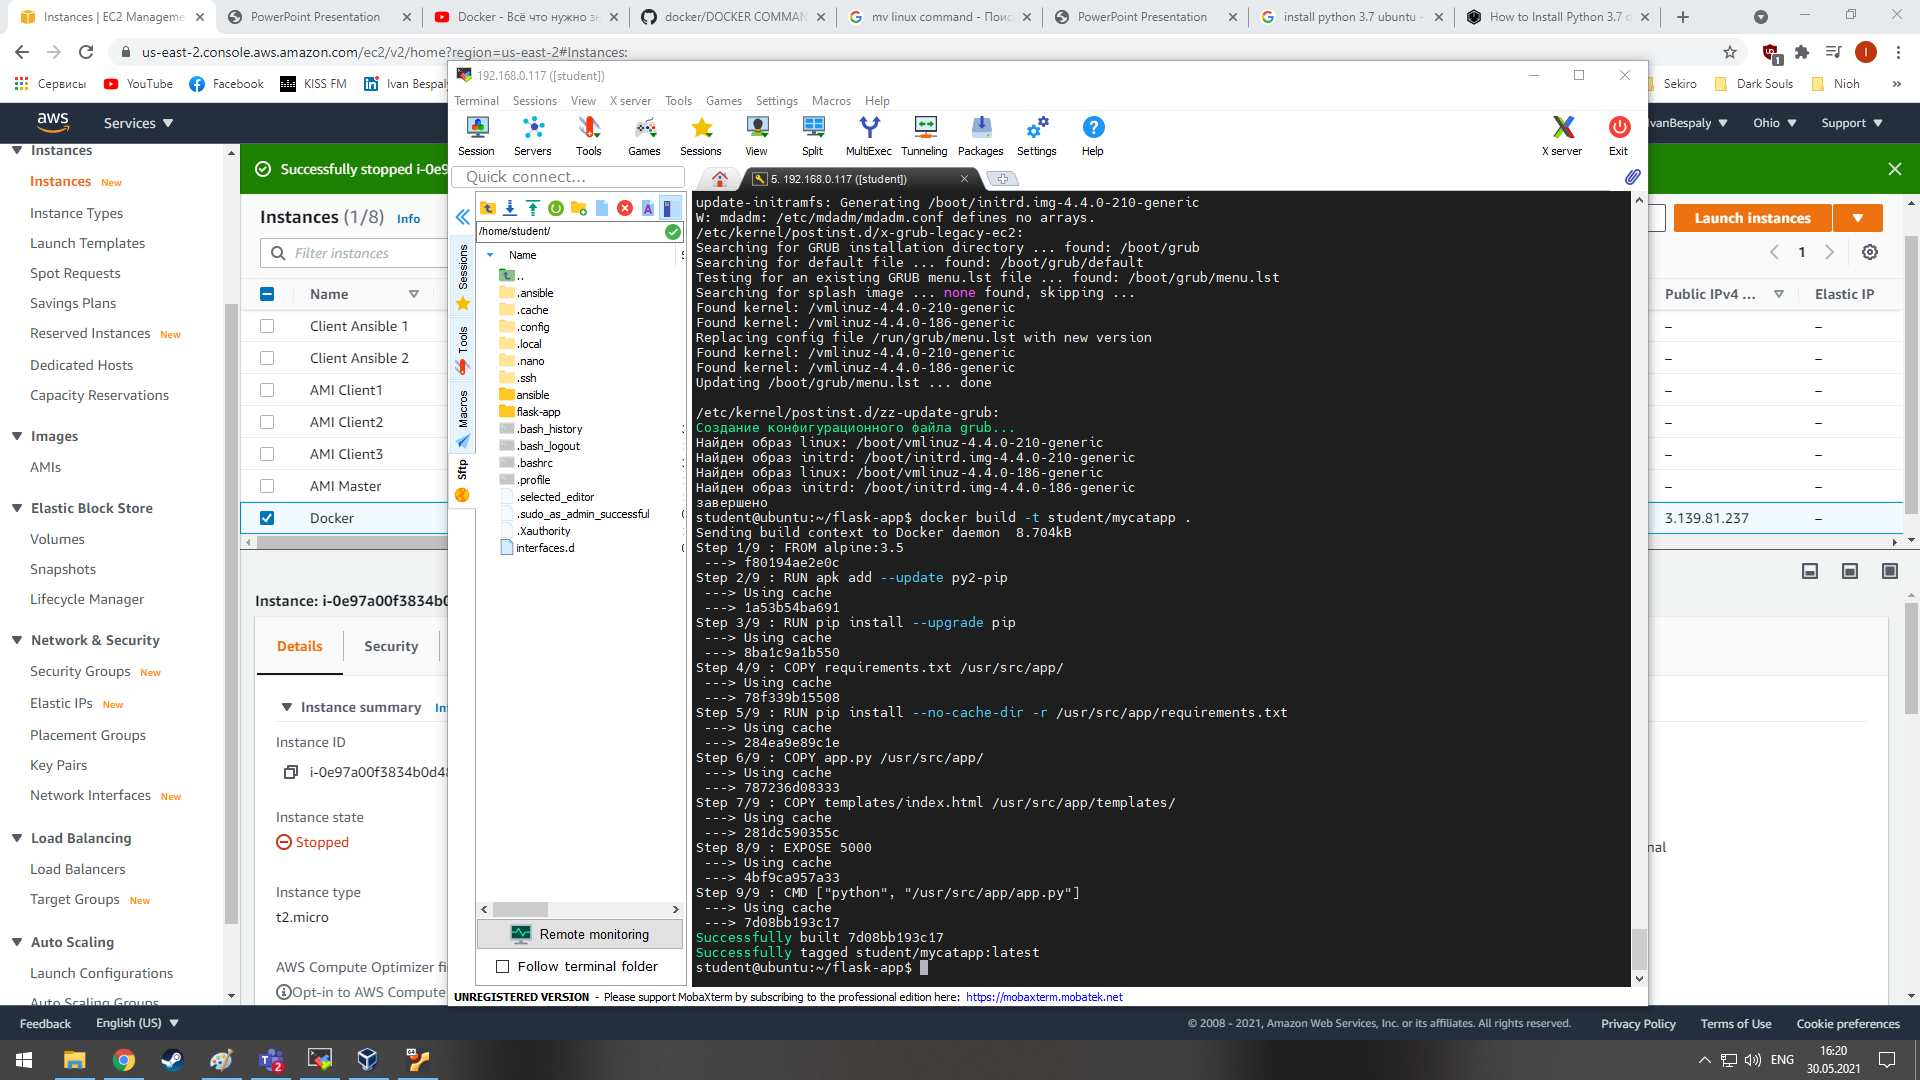 Instances | EC2 Manageme
PowerPoint Presentation
Docker - Всё что нужно зн
docker/DOCKER COMMAN
mv linux command - Поис
PowerPoint Presentation
install python 3.7 ubuntu -
How to Install Python 3.7 o
us-east-2.console.aws.amazon.com/ec2/v2/home?region=us-east-2#Instances:
Сервисы
YouTube
Facebook
KISS FM
Ivan Bespaly
Sekiro
Dark Souls
Nioh
aws
Services
IvanBespaly
Ohio
Support
192.168.0.117 ([student])
Terminal Sessions View X server Tools Games Settings Macros Help
Session Servers Tools Games Sessions View Split MultiExec Tunneling Packages Settings Help
X server Exit
Quick connect...
5. 192.168.0.117 ([student])
Instances
Instances New
Instance Types
Launch Templates
Spot Requests
Savings Plans
Reserved Instances New
Dedicated Hosts
Capacity Reservations
Images
AMIs
Elastic Block Store
Volumes
Snapshots
Lifecycle Manager
Network & Security
Security Groups New
Elastic IPs New
Placement Groups
Key Pairs
Network Interfaces New
Load Balancing
Load Balancers
Target Groups New
Auto Scaling
Launch Configurations
Auto Scaling Groups
Successfully stopped i-0e9
Instances (1/8) Info
Filter instances
Name
Client Ansible 1
Client Ansible 2
AMI Client1
AMI Client2
AMI Client3
AMI Master
Docker
Instance: i-0e97a00f3834b0
Details
Security
Instance summary In
Instance ID
i-0e97a00f3834b0d48
Instance state
Stopped
Instance type
t2.micro
AWS Compute Optimizer fi
Opt-in to AWS Compute
/home/student/
Name
..
.ansible
.cache
.config
.local
.nano
.ssh
ansible
flask-app
.bash_history
.bash_logout
.bashrc
.profile
.selected_editor
.sudo_as_admin_successful
.Xauthority
interfaces.d
Sessions
Tools
Macros
Sftp
Remote monitoring
Follow terminal folder
update-initramfs: Generating /boot/initrd.img-4.4.0-210-generic
W: mdadm: /etc/mdadm/mdadm.conf defines no arrays.
/etc/kernel/postinst.d/x-grub-legacy-ec2:
Searching for GRUB installation directory ... found: /boot/grub
Searching for default file ... found: /boot/grub/default
Testing for an existing GRUB menu.lst file ... found: /boot/grub/menu.lst
Searching for splash image ... none found, skipping ...
Found kernel: /vmlinuz-4.4.0-210-generic
Found kernel: /vmlinuz-4.4.0-186-generic
Replacing config file /run/grub/menu.lst with new version
Found kernel: /vmlinuz-4.4.0-210-generic
Found kernel: /vmlinuz-4.4.0-186-generic
Updating /boot/grub/menu.lst ... done
/etc/kernel/postinst.d/zz-update-grub:
Создание конфигурационного файла grub...
Найден образ linux: /boot/vmlinuz-4.4.0-210-generic
Найден образ initrd: /boot/initrd.img-4.4.0-210-generic
Найден образ linux: /boot/vmlinuz-4.4.0-186-generic
Найден образ initrd: /boot/initrd.img-4.4.0-186-generic
завершено
student@ubuntu:~/flask-app$ docker build -t student/mycatapp .
Sending build context to Docker daemon  8.704kB
Step 1/9 : FROM alpine:3.5
 ---> f80194ae2e0c
Step 2/9 : RUN apk add --update py2-pip
 ---> Using cache
 ---> 1a53b54ba691
Step 3/9 : RUN pip install --upgrade pip
 ---> Using cache
 ---> 8ba1c9a1b550
Step 4/9 : COPY requirements.txt /usr/src/app/
 ---> Using cache
 ---> 78f339b15508
Step 5/9 : RUN pip install --no-cache-dir -r /usr/src/app/requirements.txt
 ---> Using cache
 ---> 284ea9e89c1e
Step 6/9 : COPY app.py /usr/src/app/
 ---> Using cache
 ---> 787236d08333
Step 7/9 : COPY templates/index.html /usr/src/app/templates/
 ---> Using cache
 ---> 281dc590355c
Step 8/9 : EXPOSE 5000
 ---> Using cache
 ---> 4bf9ca957a33
Step 9/9 : CMD ["python", "/usr/src/app/app.py"]
 ---> Using cache
 ---> 7d08bb193c17
Successfully built 7d08bb193c17
Successfully tagged student/mycatapp:latest
student@ubuntu:~/flask-app$
UNREGISTERED VERSION - Please support MobaXterm by subscribing to the professional edition here: https://mobaxterm.mobatek.net
Launch instances
1
Public IPv4 ...
Elastic IP
– –
– –
– –
– –
– –
– –
3.139.81.237 –
nal
Feedback English (US)
© 2008 - 2021, Amazon Web Services, Inc. or its affiliates. All rights reserved. Privacy Policy Terms of Use Cookie preferences
ENG
16:20
30.05.2021